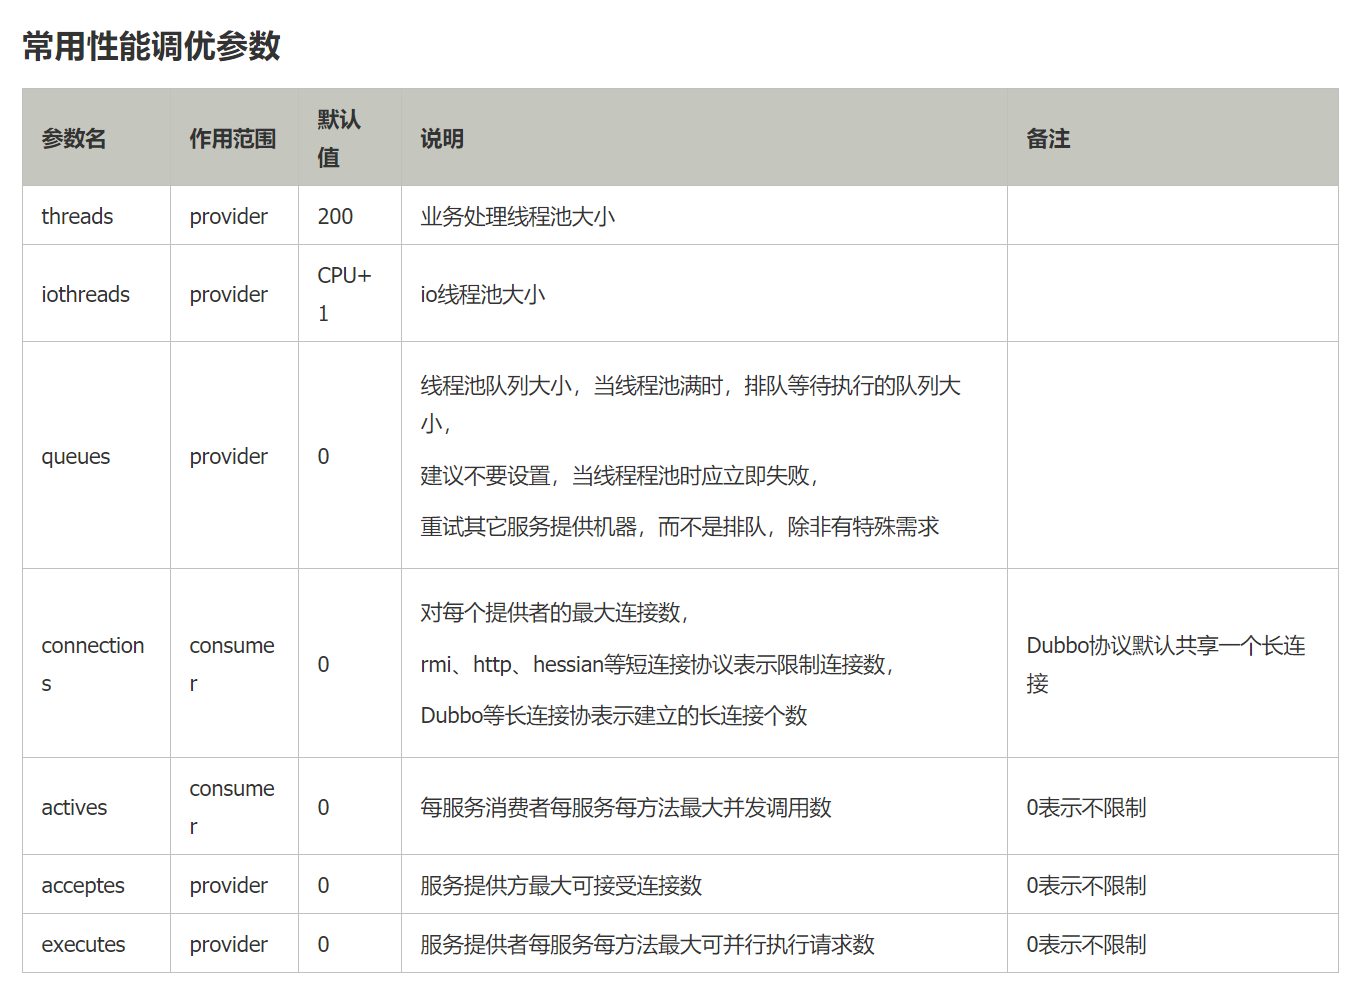 常用性能调优参数
参数名
作用范围
默认
值
说明
备注
threads
provider
200
业务处理线程池大小
iothreads
provider
CPU+
1
io线程池大小
queues
provider
0
线程池队列大小，当线程池满时，排队等待执行的队列大
小，
建议不要设置，当线程程池时应立即失败，
重试其它服务提供机器，而不是排队，除非有特殊需求
connection
s
consume
r
0
对每个提供者的最大连接数，
rmi、http、hessian等短连接协议表示限制连接数，
Dubbo等长连接协表示建立的长连接个数
Dubbo协议默认共享一个长连
接
actives
consume
r
0
每服务消费者每服务每方法最大并发调用数
0表示不限制
acceptes
provider
0
服务提供方最大可接受连接数
0表示不限制
executes
provider
0
服务提供者每服务每方法最大可并行执行请求数
0表示不限制